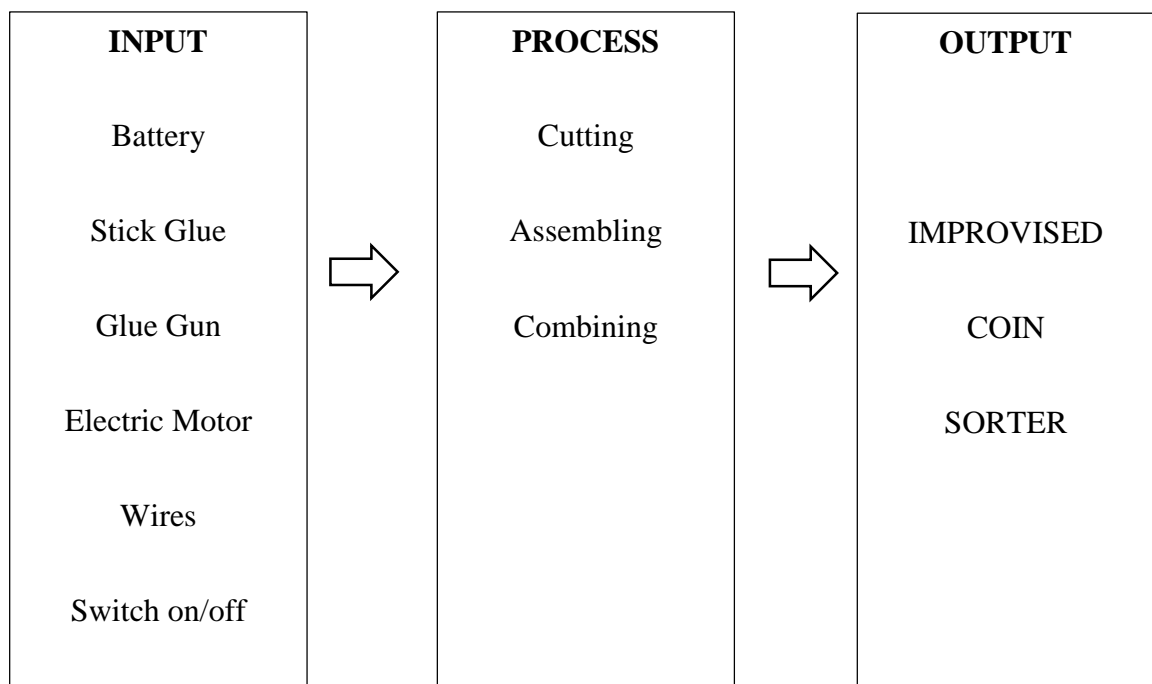 INPUT
Battery
Stick Glue
Glue Gun
Electric Motor
Wires
Switch on/off
PROCESS
Cutting
Assembling
Combining
OUTPUT
IMPROVISED
COIN
SORTER